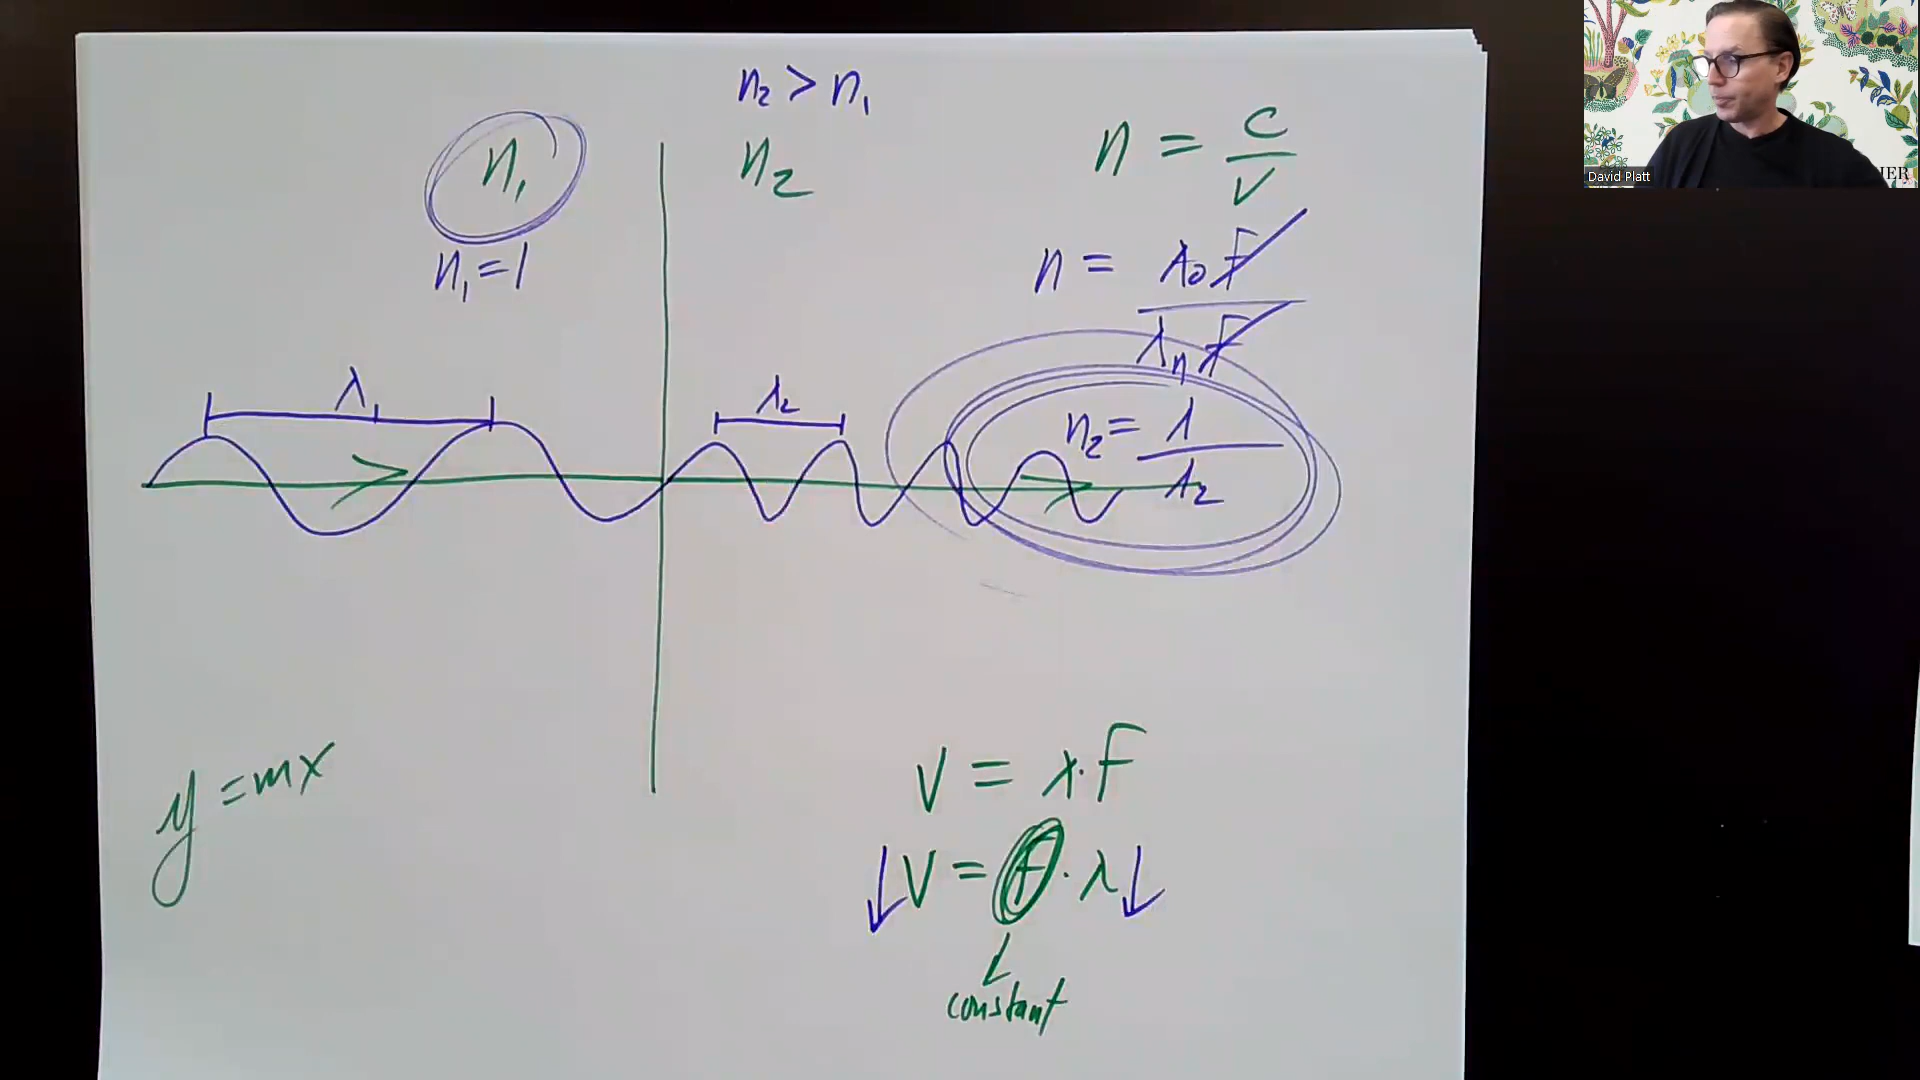 n₂ > n₁
n₁
n₂
n = c/v
n₁ = 1
n = λ₀f/λₙf
λ₁
λ₂
n₂ = λ/λ₂
y = mx
v = λ·f
↓v = f·λ↓
constant
David Platt